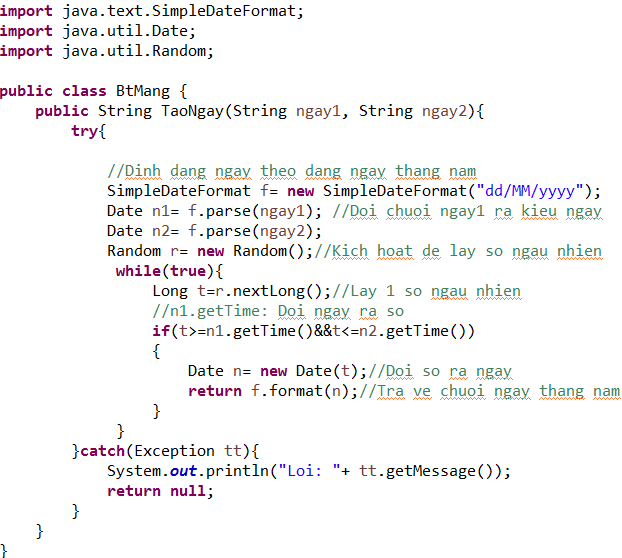 import java.text.SimpleDateFormat;
import java.util.Date;
import java.util.Random;
public class BtMang {
public String TaoNgay(String ngay1, String ngay2){
try{
//Dinh dang ngay theo dang ngay thang nam
SimpleDateFormat f= new SimpleDateFormat("dd/MM/yyyy");
Date n1= f.parse(ngay1); //Doi chuoi ngay1 ra kieu ngay
Date n2= f.parse(ngay2);
Random r= new Random();//Kich hoat de lay so ngau nhien
while(true){
Long t=r.nextLong();//Lay 1 so ngau nhien
//n1.getTime: Doi ngay ra so
if(t>=n1.getTime()&&t<=n2.getTime())
{
Date n= new Date(t);//Doi so ra ngay
return f.format(n);//Tra ve chuoi ngay thang nam
}
}
}catch(Exception tt){
System.out.println("Loi: "+ tt.getMessage());
return null;
}
}
}